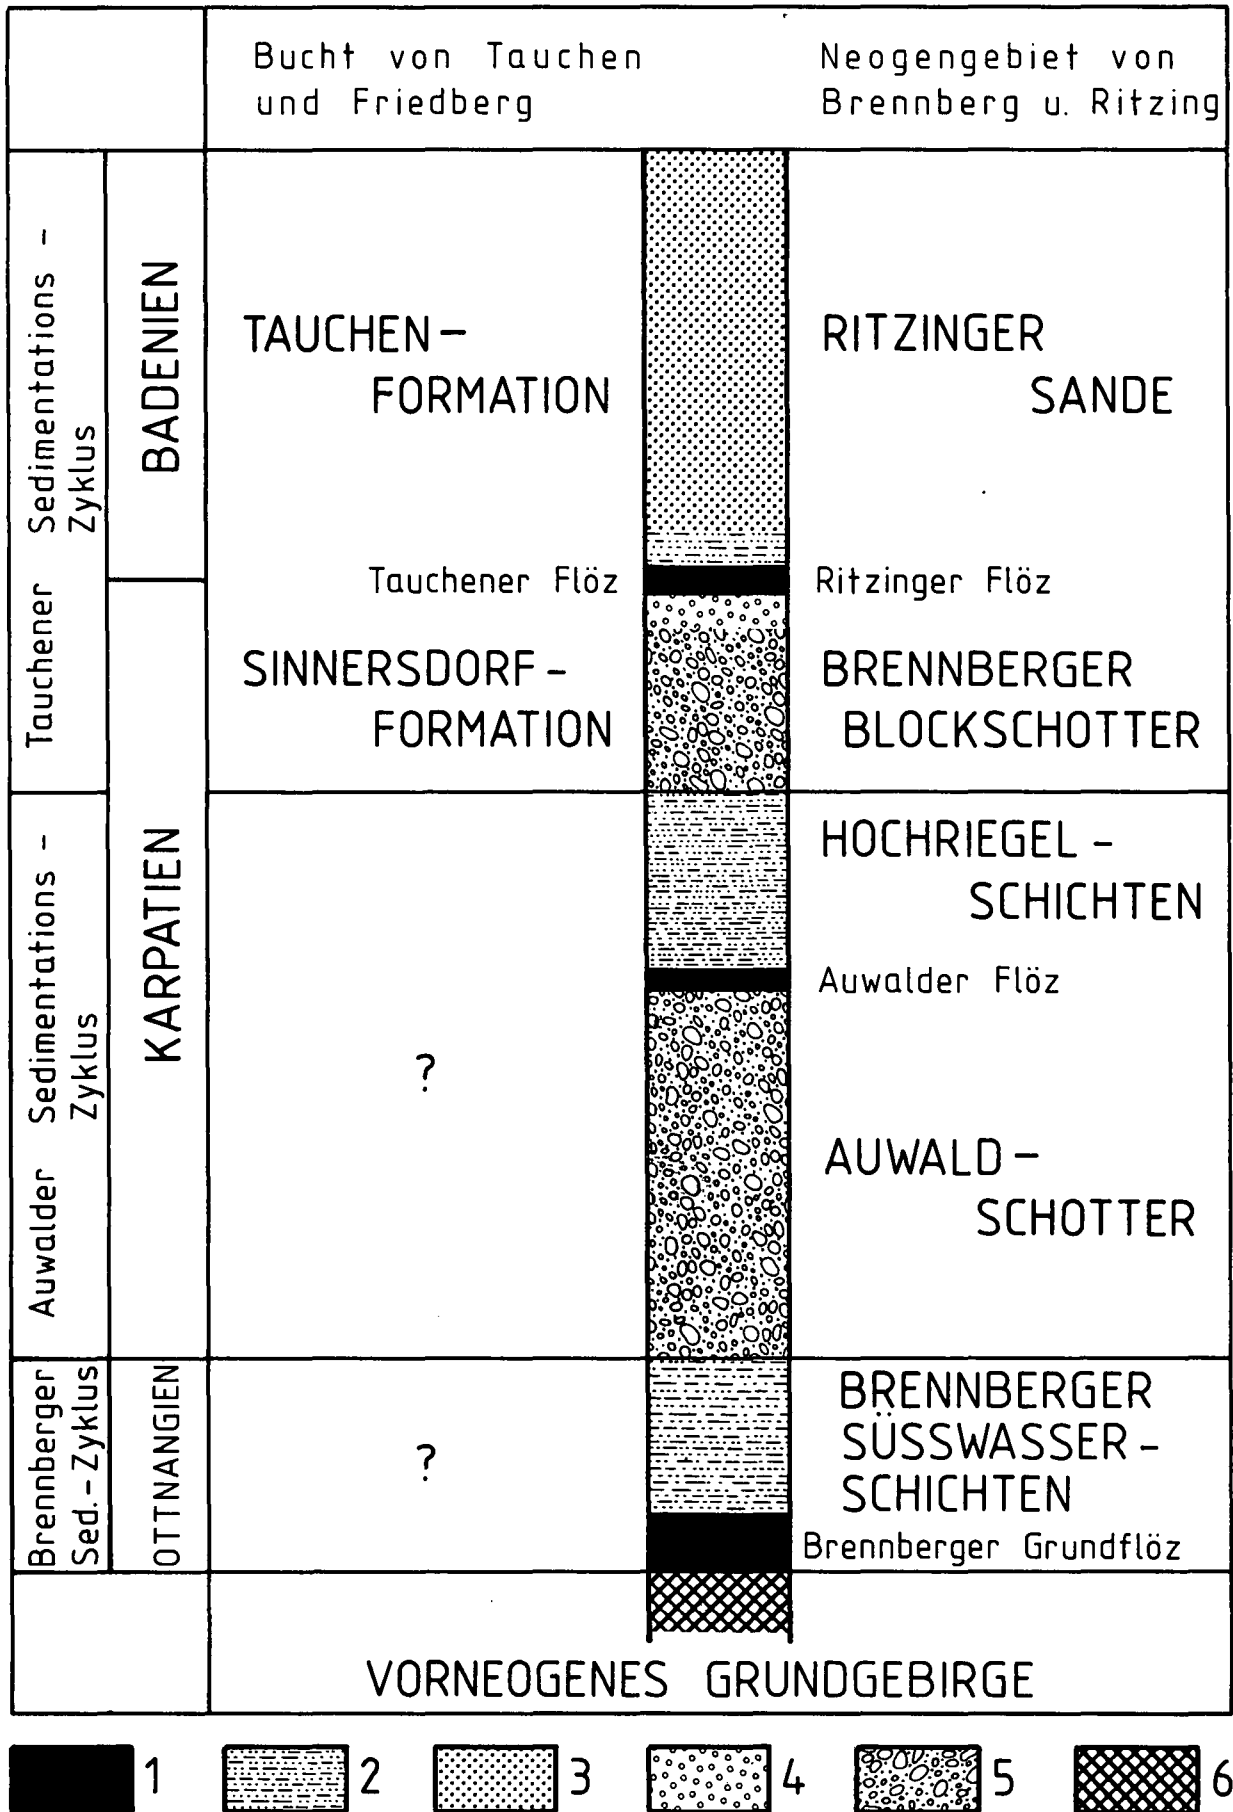 Bucht von Tauchen
und Friedberg
Neogengebiet von
Brennberg u. Ritzing
Tauchener Sedimentations -
Zyklus
BADENIEN
TAUCHEN -
FORMATION
RITZINGER
SANDE
Tauchener Flöz
Ritzinger Flöz
SINNERSDORF -
FORMATION
BRENNBERGER
BLOCKSCHOTTER
Auwalder Sedimentations -
Zyklus
KARPATIEN
HOCHRIEGEL -
SCHICHTEN
Auwalder Flöz
?
AUWALD -
SCHOTTER
Brennberger
Sed. - Zyklus
OTTNANGIEN
?
BRENNBERGER
SÜSSWASSER -
SCHICHTEN
Brennberger Grundflöz
VORNEOGENES GRUNDGEBIRGE
1 2 3 4 5 6